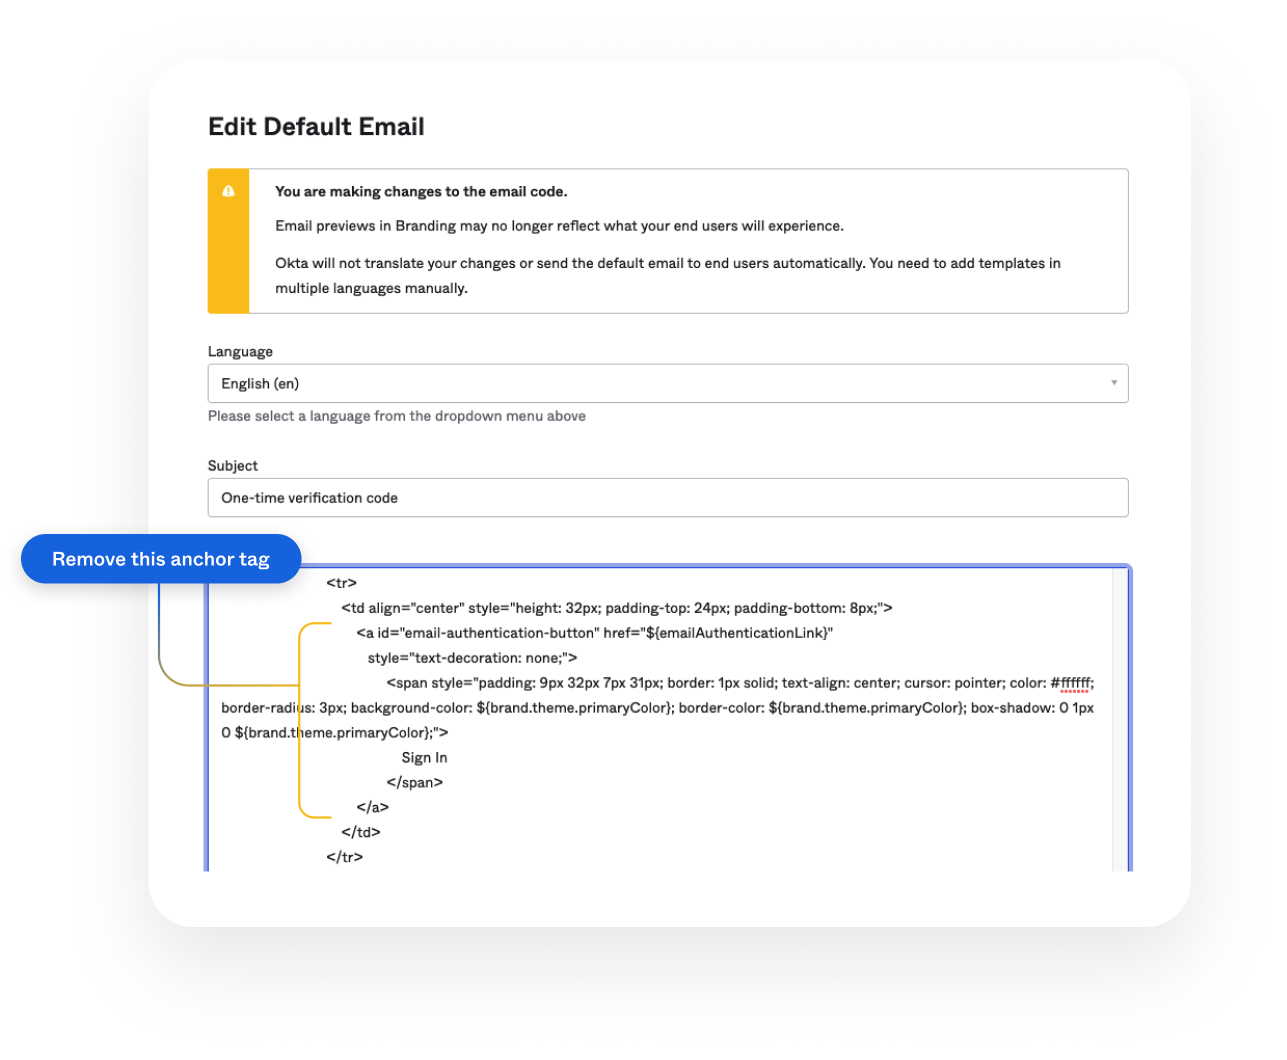 Edit Default Email
You are making changes to the email code.
Email previews in Branding may no longer reflect what your end users will experience.
Okta will not translate your changes or send the default email to end users automatically. You need to add templates in
multiple languages manually.
Language
English (en)
Please select a language from the dropdown menu above
Subject
One-time verification code
Remove this anchor tag
<tr>
<td align="center" style="height: 32px; padding-top: 24px; padding-bottom: 8px;">
<a id="email-authentication-button" href="${emailAuthenticationLink}"
style="text-decoration: none;">
<span style="padding: 9px 32px 7px 31px; border: 1px solid; text-align: center; cursor: pointer; color: #ffffff;
border-radius: 3px; background-color: ${brand.theme.primaryColor}; border-color: ${brand.theme.primaryColor}; box-shadow: 0 1px
0 ${brand.theme.primaryColor};">
Sign In
</span>
</a>
</td>
</tr>